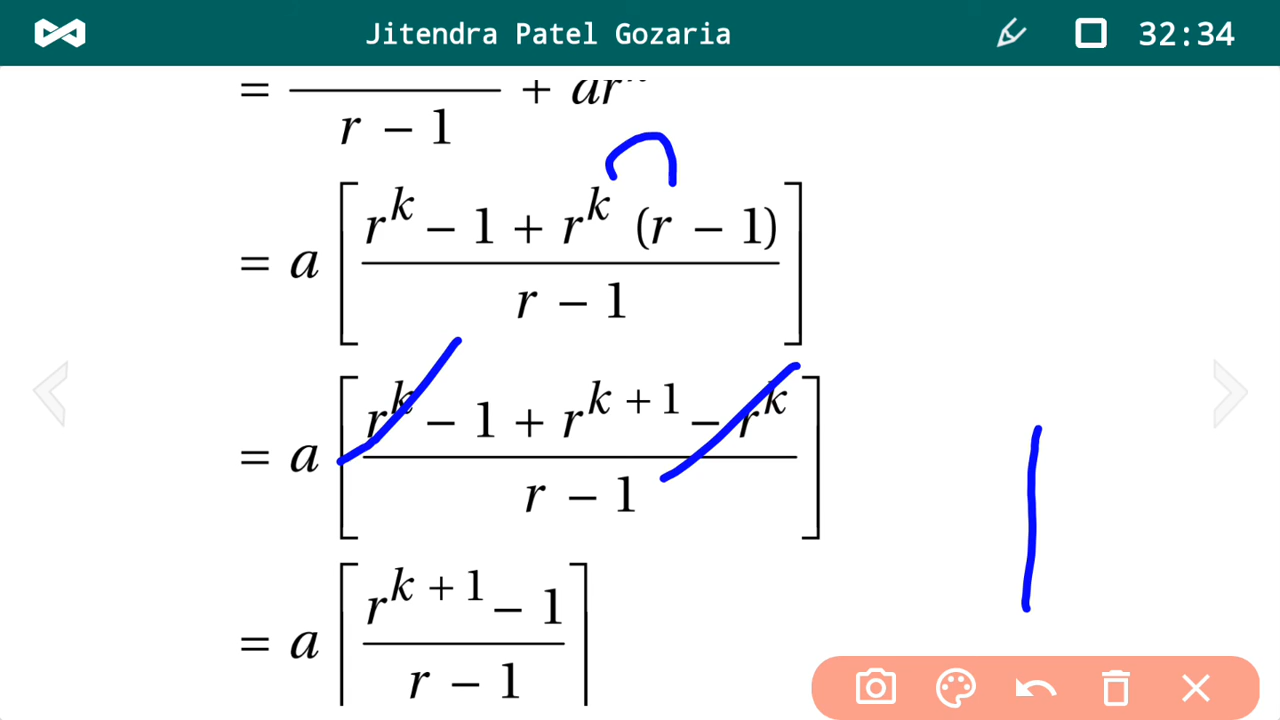 Jitendra Patel Gozaria 32:34
= / r − 1 + ar
= a [ (r^k − 1 + r^k (r − 1)) / (r − 1) ]
= a [ (r^k − 1 + r^(k + 1) − r^k) / (r − 1) ]
= a [ (r^(k + 1) − 1) / (r − 1) ]